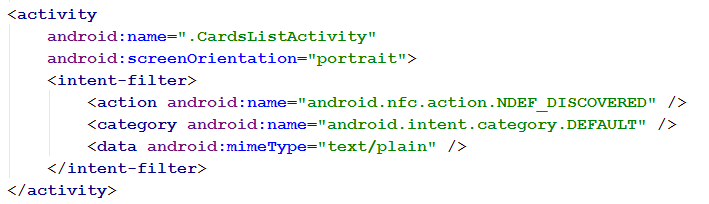 <activity
android:name=".CardsListActivity"
android:screenOrientation="portrait">
<intent-filter>
<action android:name="android.nfc.action.NDEF_DISCOVERED" />
<category android:name="android.intent.category.DEFAULT" />
<data android:mimeType="text/plain" />
</intent-filter>
</activity>